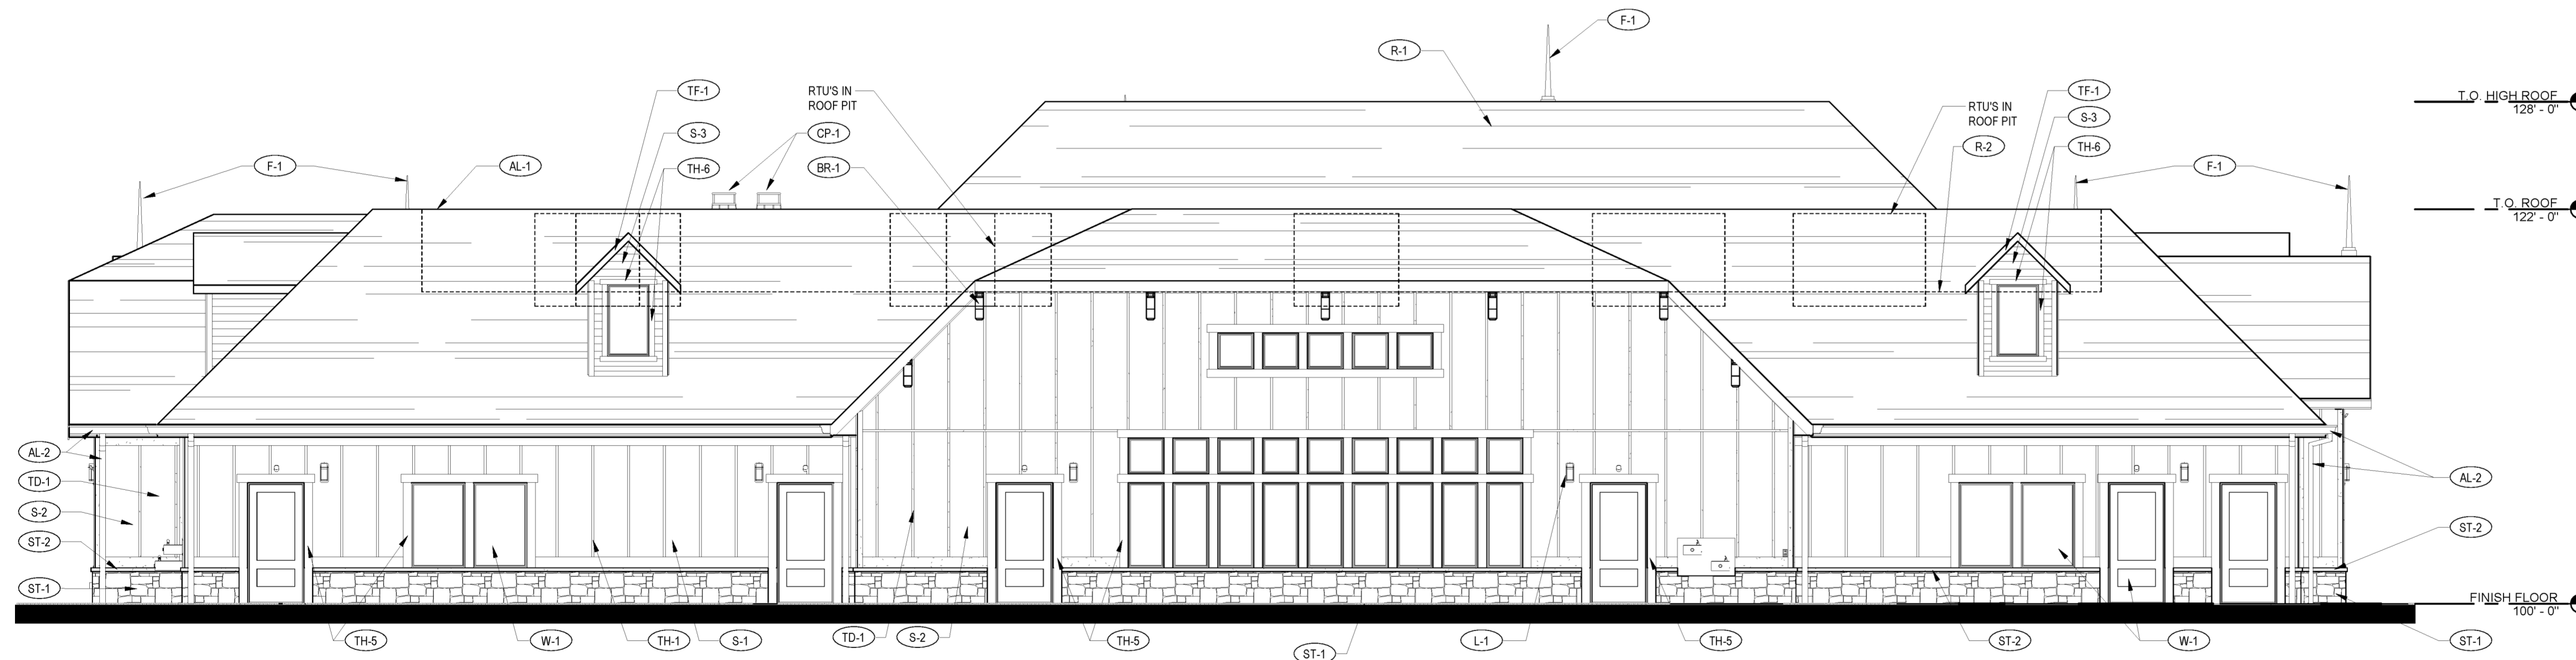 F-1
R-1
TF-1
RTU'S IN
ROOF PIT
TF-1
T.O. HIGH ROOF
128' - 0"
RTU'S IN
ROOF PIT
S-3
CP-1
S-3
R-2
TH-6
F-1
AL-1
TH-6
BR-1
F-1
T.O. ROOF
122' - 0"
AL-2
TD-1
AL-2
S-2
ST-2
ST-2
ST-1
FINISH FLOOR
100' - 0"
TH-5
W-1
TH-1
S-1
TD-1
S-2
TH-5
ST-1
L-1
TH-5
ST-2
W-1
ST-1